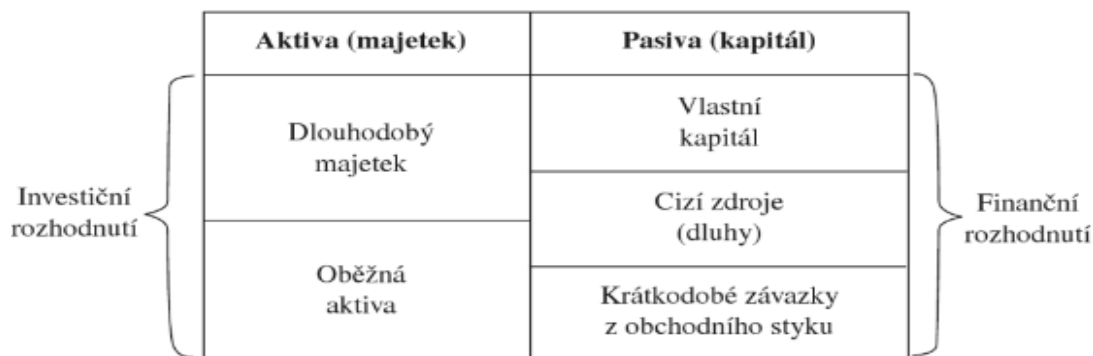 Aktiva (majetek)
Pasiva (kapitál)
Investiční
rozhodnutí
Dlouhodobý
majetek
Oběžná
aktiva
Vlastní
kapitál
Cizí zdroje
(dluhy)
Krátkodobé závazky
z obchodního styku
Finanční
rozhodnutí